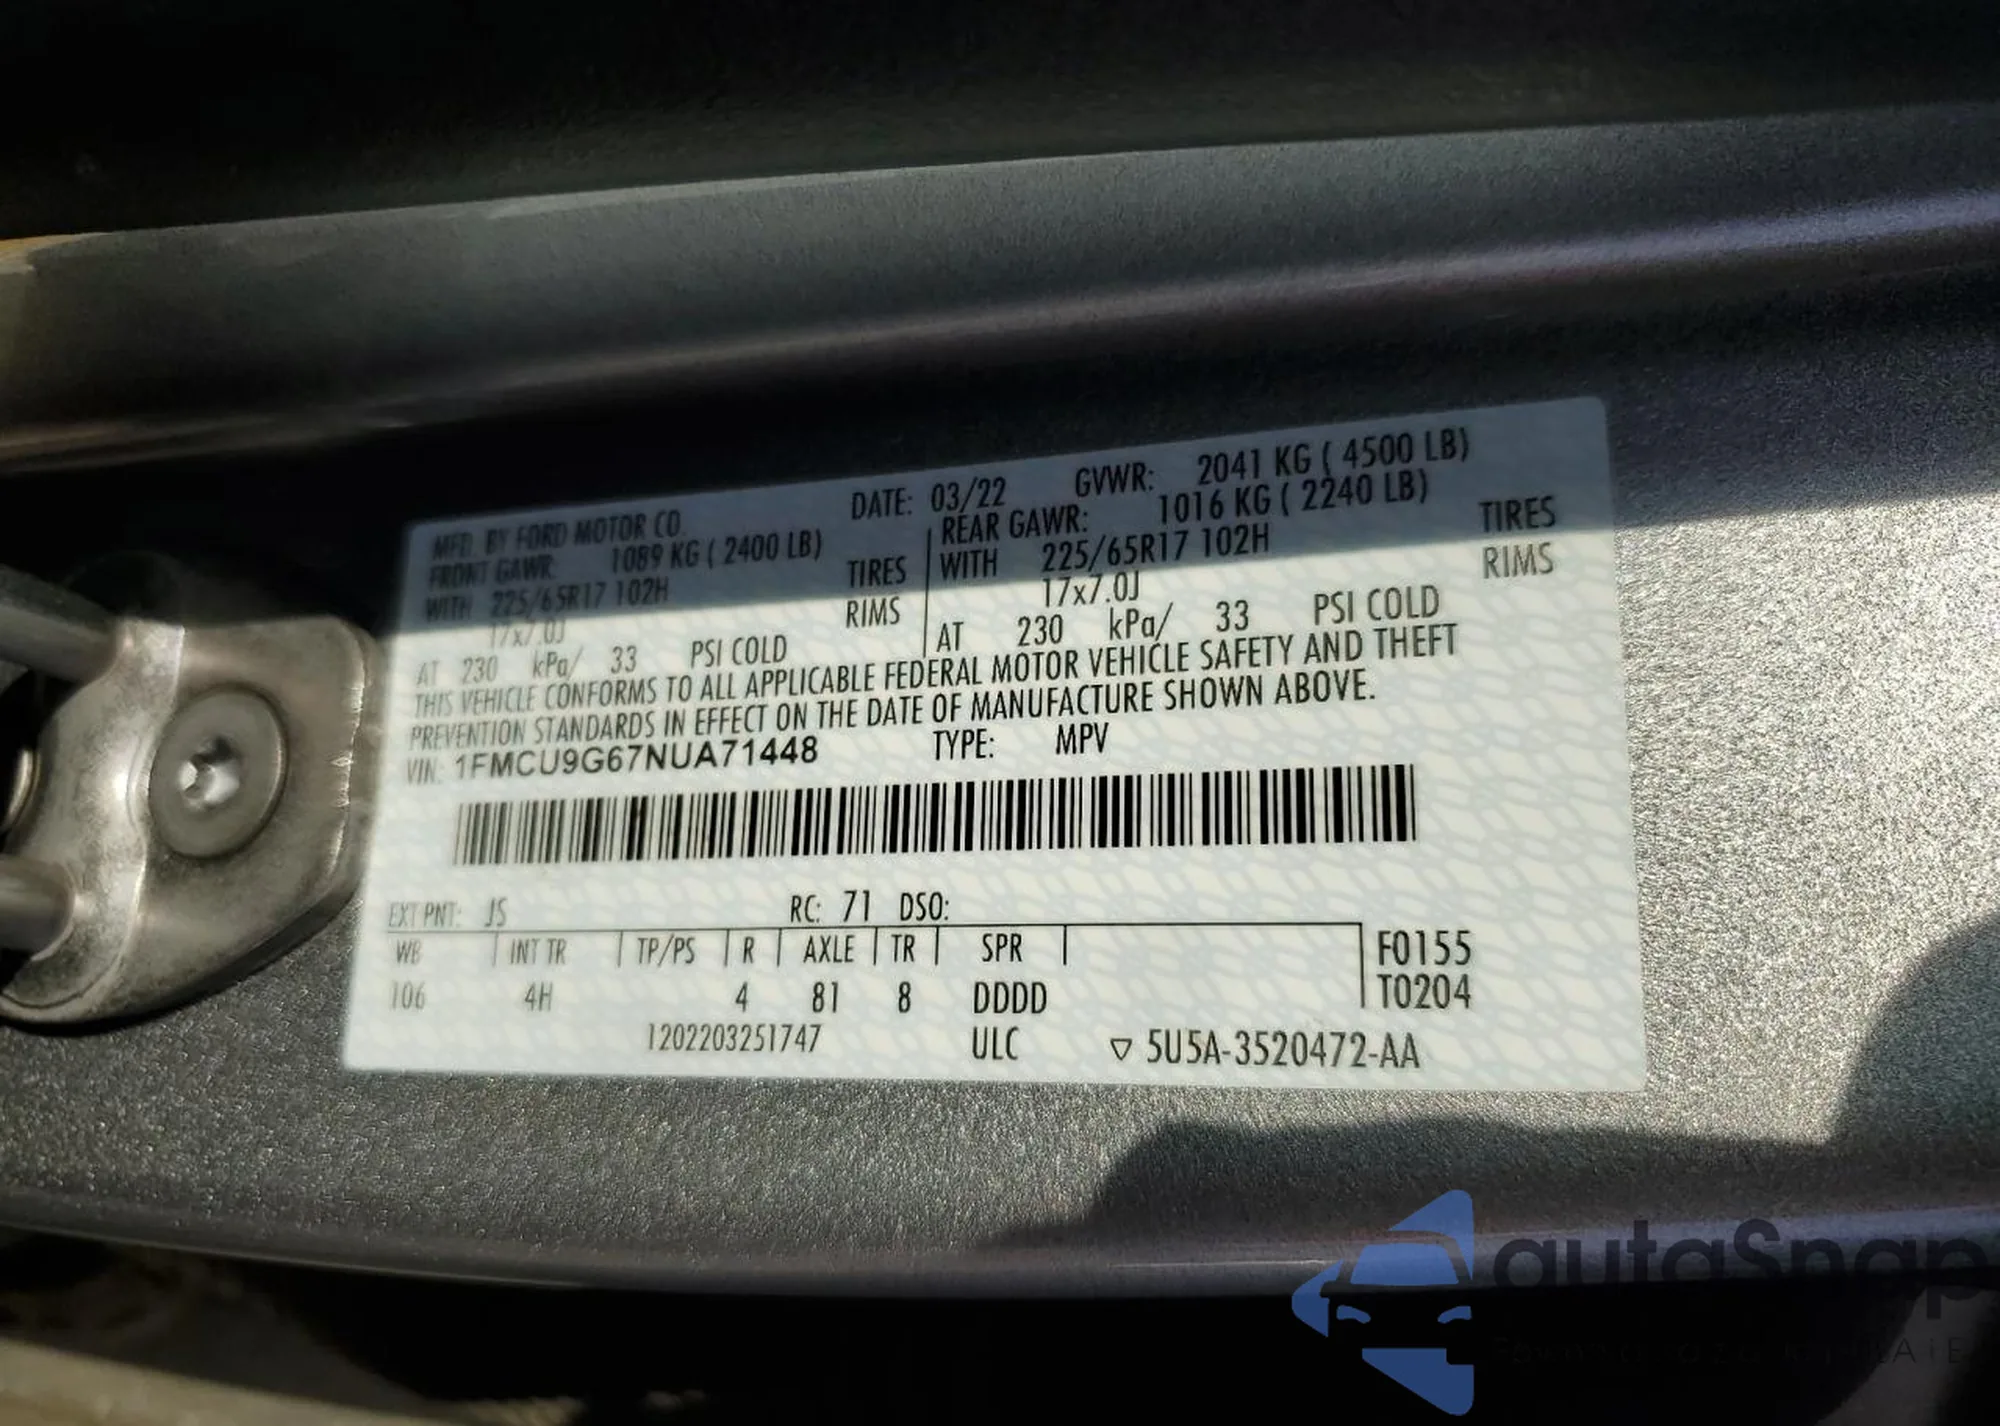 MFD. BY FORD MOTOR CO. DATE: 03/22 GVWR: 2041 KG ( 4500 LB)
FRONT GAWR: 1089 KG ( 2400 LB) REAR GAWR: 1016 KG ( 2240 LB)
WITH 225/65R17 102H TIRES WITH 225/65R17 102H TIRES
17x7.0J RIMS 17x7.0J RIMS
AT 230 kPa/ 33 PSI COLD AT 230 kPa/ 33 PSI COLD
THIS VEHICLE CONFORMS TO ALL APPLICABLE FEDERAL MOTOR VEHICLE SAFETY AND THEFT
PREVENTION STANDARDS IN EFFECT ON THE DATE OF MANUFACTURE SHOWN ABOVE.
VIN: 1FMCU9G67NUA71448 TYPE: MPV
EXT PNT: JS RC: 71 DSO:
WB INT TR TP/PS R AXLE TR SPR F0155
106 4H 4 81 8 DDDD T0204
1202203251747 ULC ▽ 5U5A-3520472-AA
autaSnap